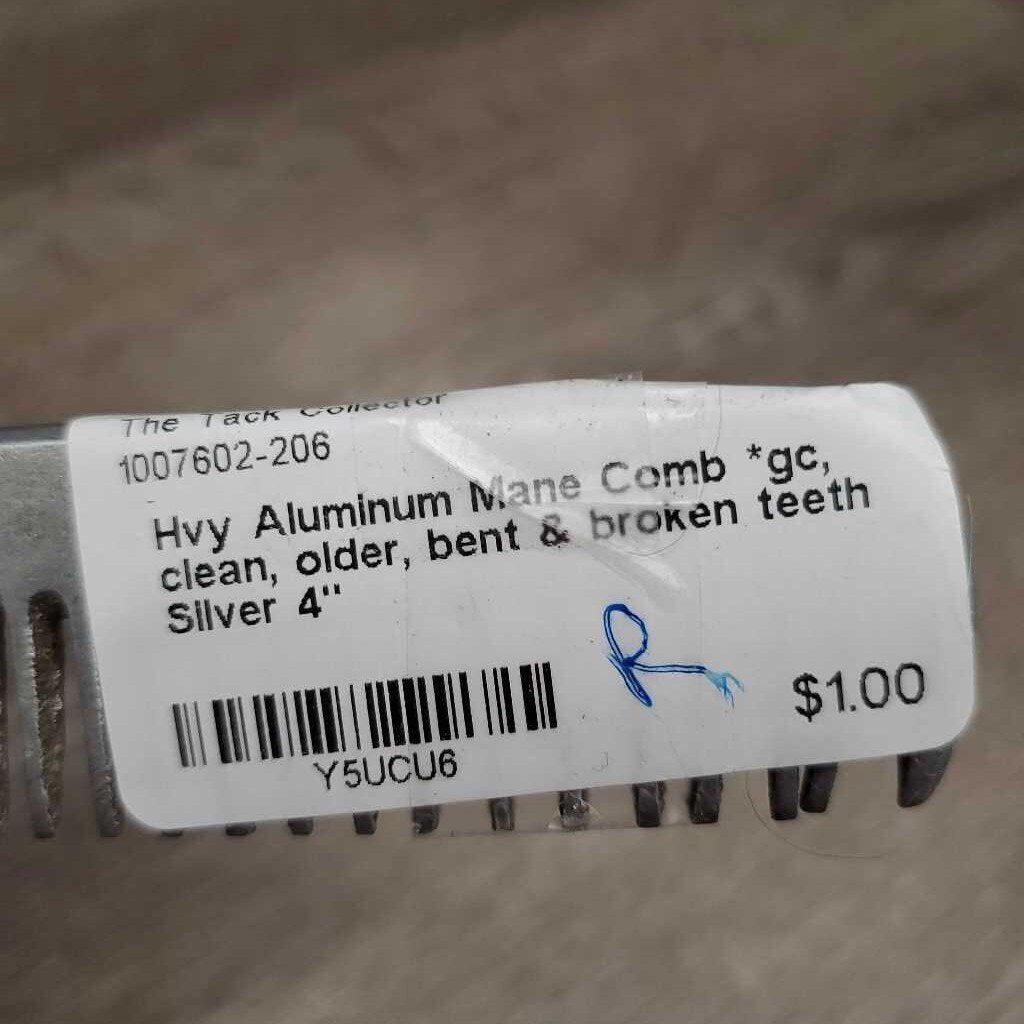 The Tack Collector
1007602-206
Hvy Aluminum Mane Comb *gc,
clean, older, bent & broken teeth
Silver 4"
R
$1.00
Y5UCU6